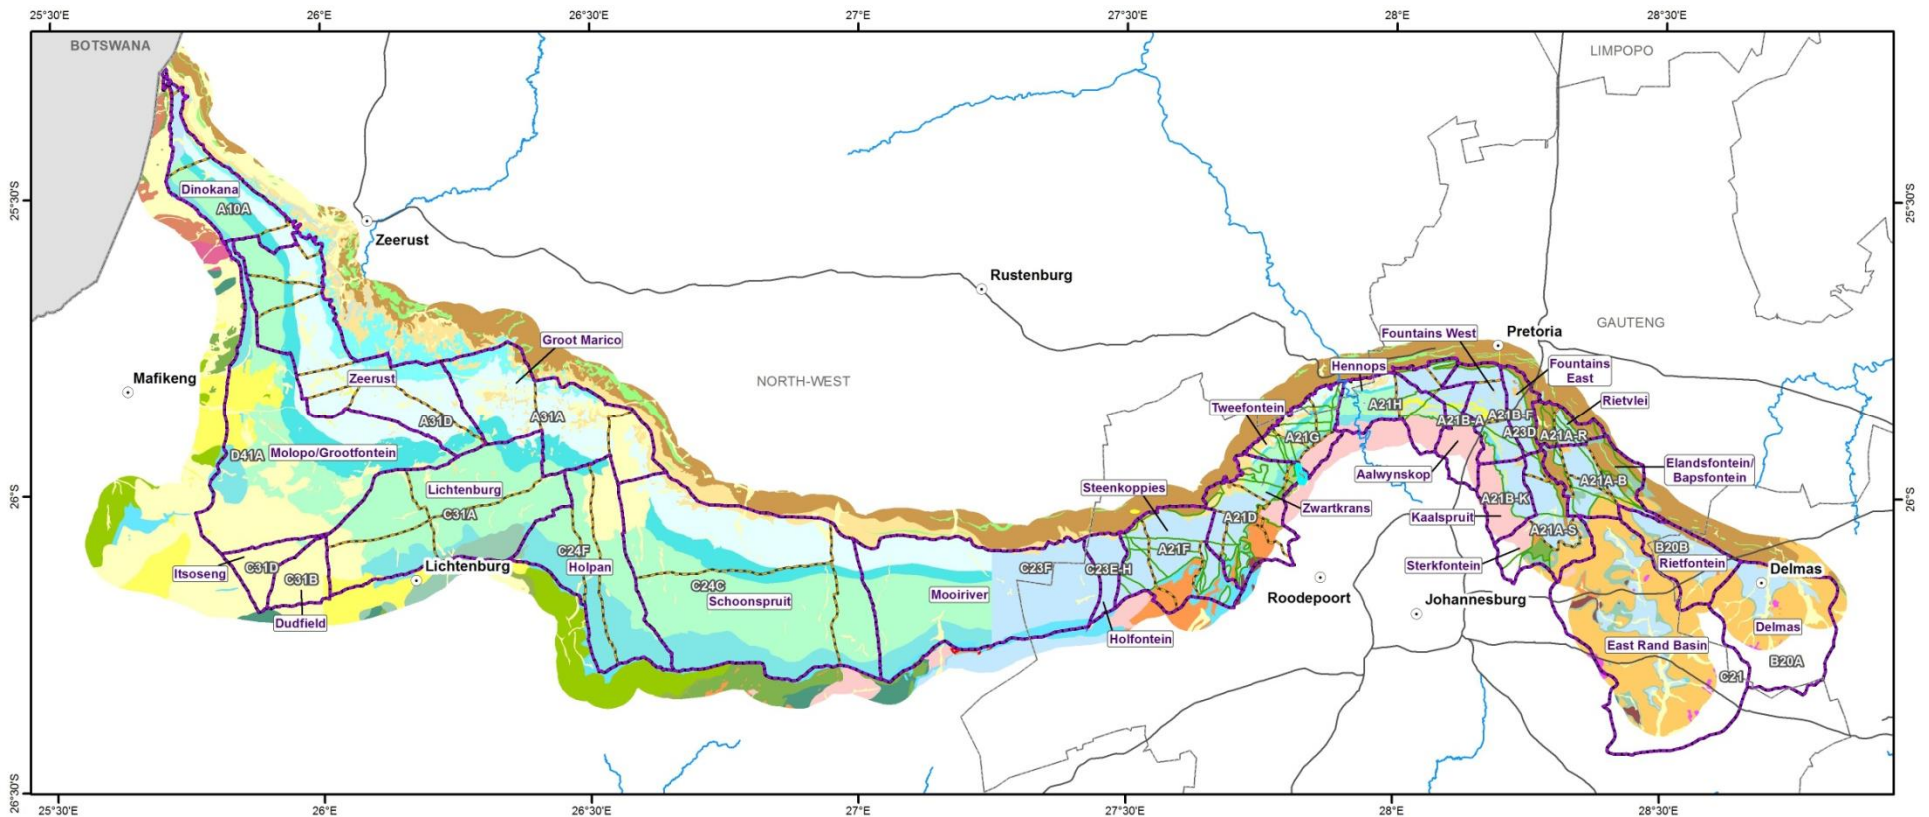 25°30'E
26°E
26°30'E
27°E
27°30'E
28°E
28°30'E
BOTSWANA
LIMPOPO
25°30'S
25°30'S
Dinokana
A10A
Zeerust
Rustenburg
GAUTENG
Groot Marico
Fountains West
Pretoria
Hennops
Fountains
East
Mafikeng
Zeerust
NORTH-WEST
Tweefontein
A21H
Rietvlei
A31D
A31A
A21B-A
A21B-F
A23D
A21A-R
A21G
D41A
Molopo/Grootfontein
Aalwynskop
Elandsfontein/
Bapsfontein
Lichtenburg
Steenkoppies
A21A-B
26°S
26°S
C31A
A21B-K
Zwartkrans
Kaalspruit
A21D
A21A-S
C24F
A21F
B20B
Rietfontein
Itsoseng
C31D
C31B
Lichtenburg
Holpan
C23F
C23E-H
Sterkfontein
Delmas
C24C
Schoonspruit
Mooiriver
Roodepoort
Johannesburg
Dudfield
Holfontein
East Rand Basin
Delmas
B20A
C21
26°30'S
26°30'S
25°30'E
26°E
26°30'E
27°E
27°30'E
28°E
28°30'E